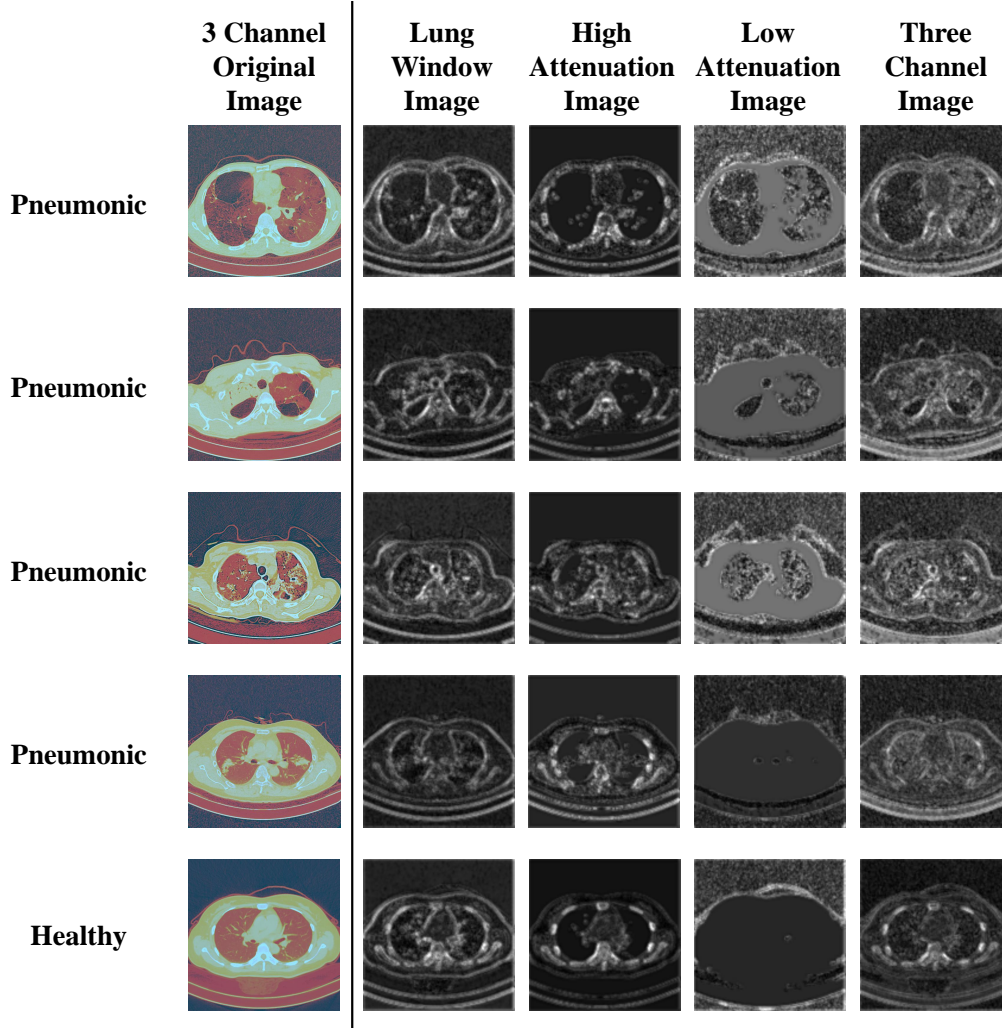 3 Channel
Original
Image
Lung
Window
Image
High
Attenuation
Image
Low
Attenuation
Image
Three
Channel
Image
Pneumonic
Pneumonic
Pneumonic
Pneumonic
Healthy